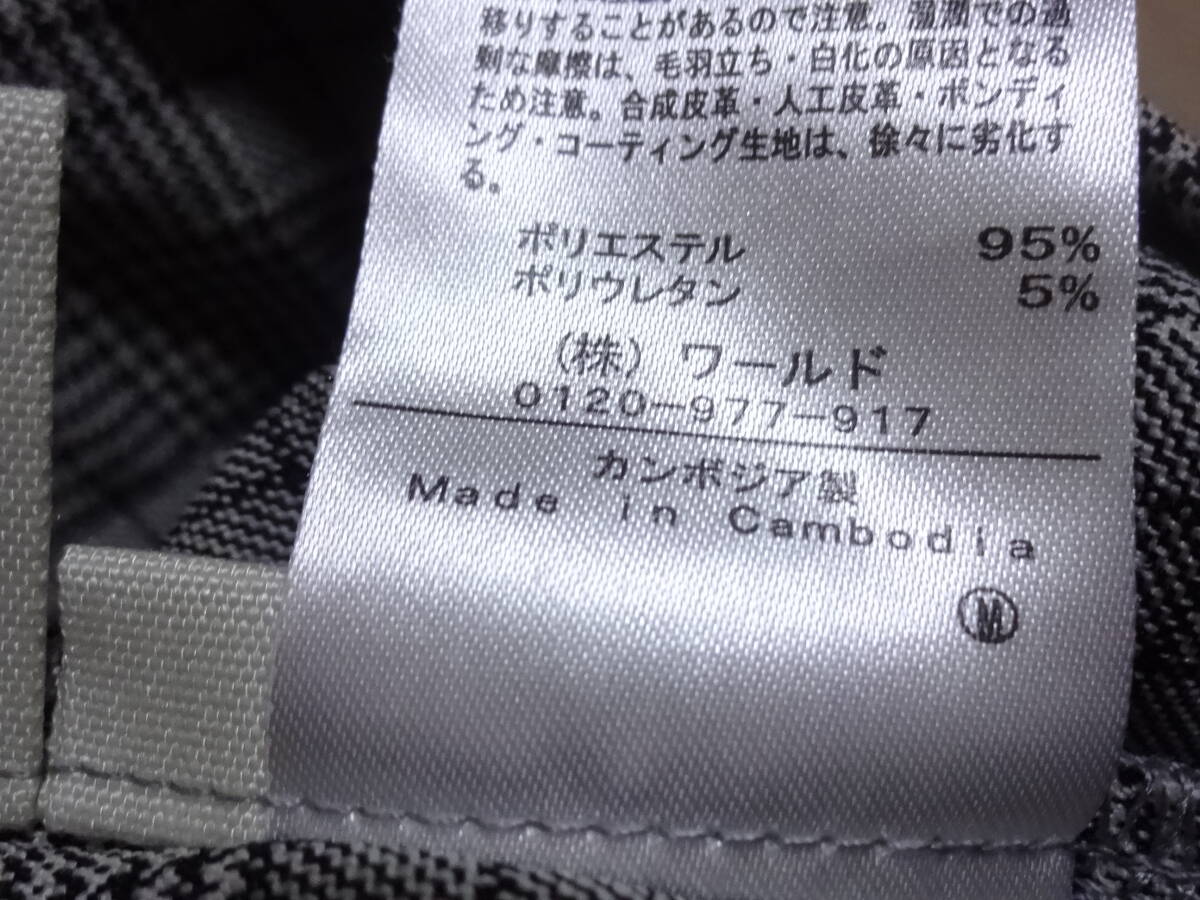 移りすることがあるので注意。湿潤での過
剰な摩擦は、毛羽立ち・白化の原因となる
ため注意。合成皮革・人工皮革・ボンディ
ング・コーティング生地は、徐々に劣化す
る。
ポリエステル 95%
ポリウレタン 5%
(株) ワールド
0120-977-917
カンボジア製
Made in Cambodia
M